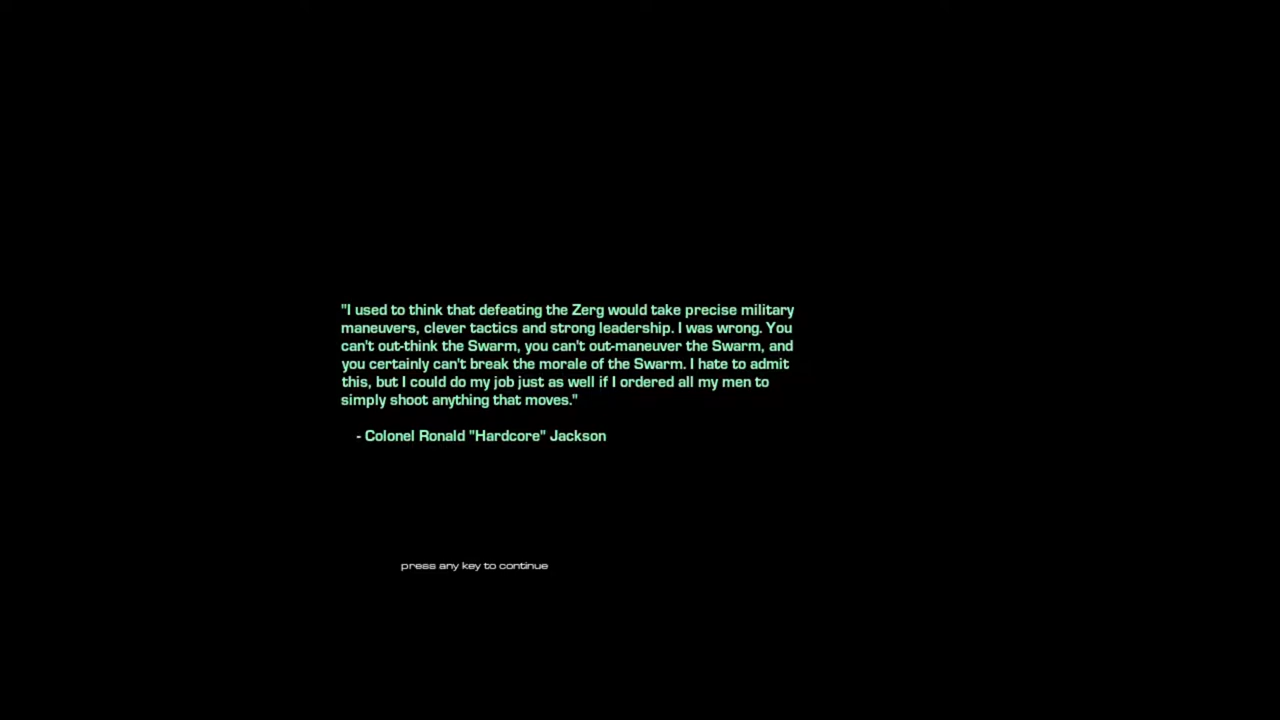 "I used to think that defeating the Zerg would take precise military
maneuvers, clever tactics and strong leadership. I was wrong. You
can't out-think the Swarm, you can't out-maneuver the Swarm, and
you certainly can't break the morale of the Swarm. I hate to admit
this, but I could do my job just as well if I ordered all my men to
simply shoot anything that moves."
- Colonel Ronald "Hardcore" Jackson
press any key to continue